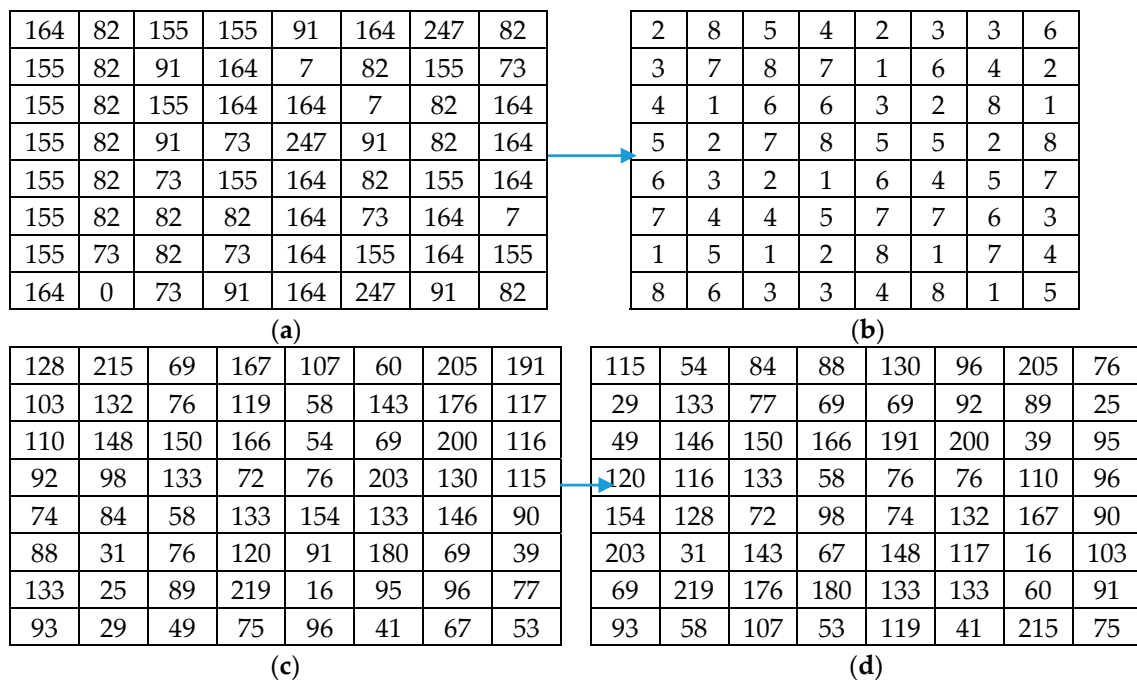 164 82 155 155 91 164 247 82 2 8 5 4 2 3 3 6
155 82 91 164 7 82 155 73 3 7 8 7 1 6 4 2
155 82 155 164 164 7 82 164 4 1 6 6 3 2 8 1
155 82 91 73 247 91 82 164 5 2 7 8 5 5 2 8
155 82 73 155 164 82 155 164 6 3 2 1 6 4 5 7
155 82 82 82 164 73 164 7 7 4 4 5 7 7 6 3
155 73 82 73 164 155 164 155 1 5 1 2 8 1 7 4
164 0 73 91 164 247 91 82 8 6 3 3 4 8 1 5
(a) (b)
128 215 69 167 107 60 205 191 115 54 84 88 130 96 205 76
103 132 76 119 58 143 176 117 29 133 77 69 69 92 89 25
110 148 150 166 54 69 200 116 49 146 150 166 191 200 39 95
92 98 133 72 76 203 130 115 120 116 133 58 76 76 110 96
74 84 58 133 154 133 146 90 154 128 72 98 74 132 167 90
88 31 76 120 91 180 69 39 203 31 143 67 148 117 16 103
133 25 89 219 16 95 96 77 69 219 176 180 133 133 60 91
93 29 49 75 96 41 67 53 93 58 107 53 119 41 215 75
(c) (d)